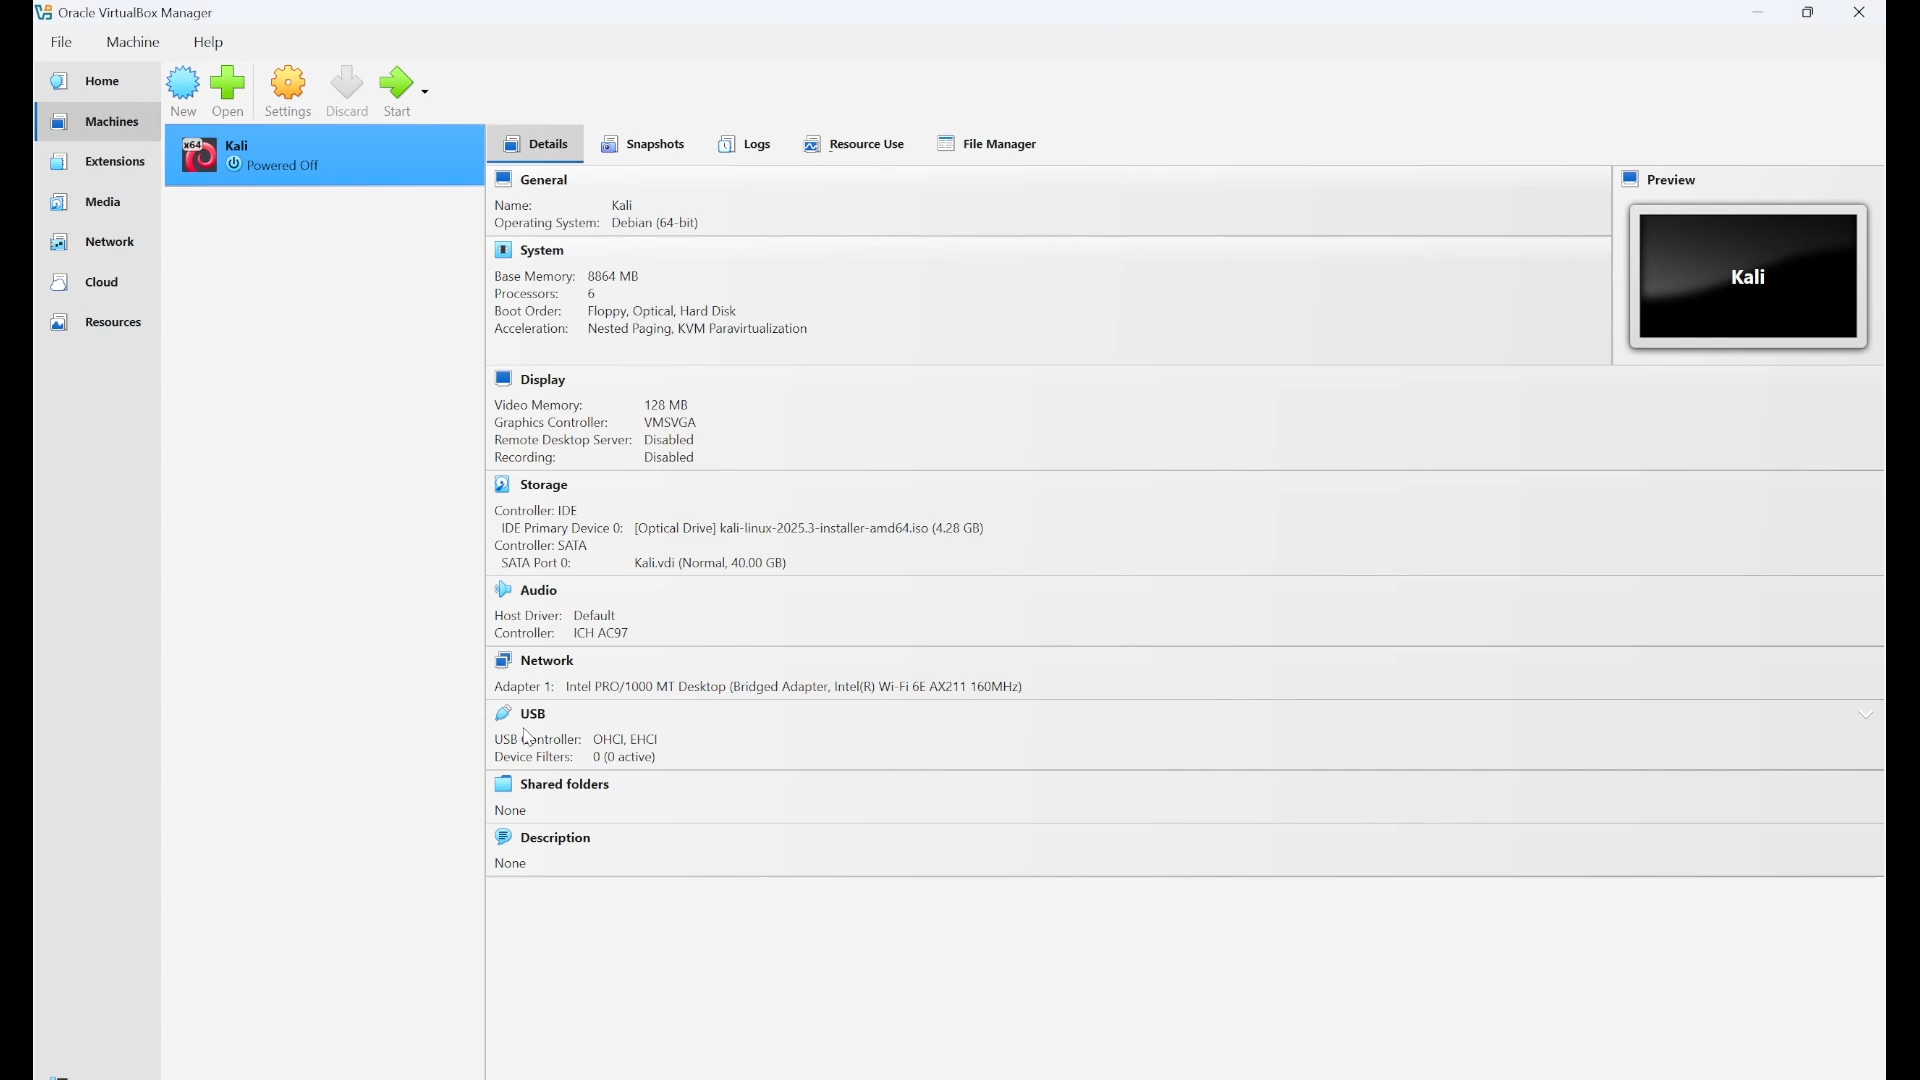 Oracle VirtualBox Manager
File Machine Help
Home
Machines
Extensions
Media
Network
Cloud
Resources
New Open Settings Discard Start
x64 Kali
Powered Off
Details Snapshots Logs Resource Use File Manager
General
Name: Kali
Operating System: Debian (64-bit)
System
Base Memory: 8864 MB
Processors: 6
Boot Order: Floppy, Optical, Hard Disk
Acceleration: Nested Paging, KVM Paravirtualization
Preview
Kali
Display
Video Memory: 128 MB
Graphics Controller: VMSVGA
Remote Desktop Server: Disabled
Recording: Disabled
Storage
Controller: IDE
IDE Primary Device 0: [Optical Drive] kali-linux-2025.3-installer-amd64.iso (4.28 GB)
Controller: SATA
SATA Port 0: Kali.vdi (Normal, 40.00 GB)
Audio
Host Driver: Default
Controller: ICH AC97
Network
Adapter 1: Intel PRO/1000 MT Desktop (Bridged Adapter, Intel(R) Wi-Fi 6E AX211 160MHz)
USB
USB Controller: OHCI, EHCI
Device Filters: 0 (0 active)
Shared folders
None
Description
None